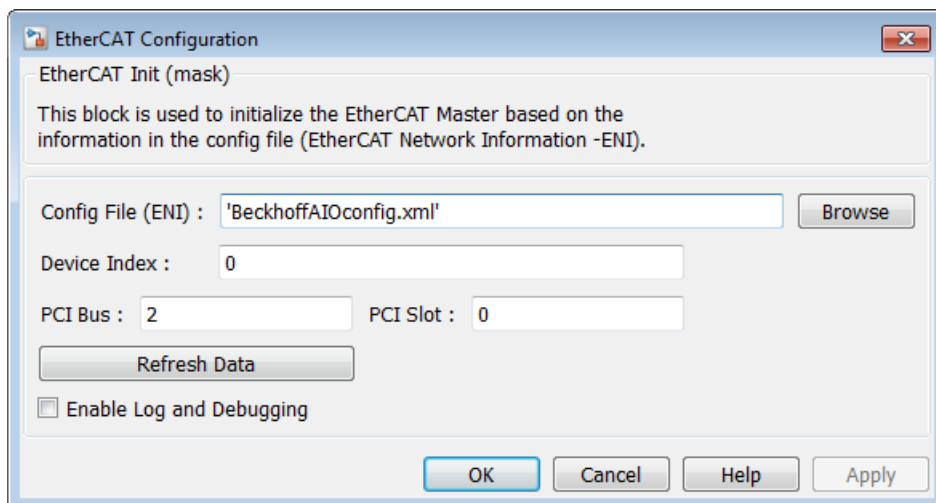 EtherCAT Configuration
EtherCAT Init (mask)
This block is used to initialize the EtherCAT Master based on the
information in the config file (EtherCAT Network Information -ENI).
Config File (ENI) : 'BeckhoffAIOconfig.xml' Browse
Device Index : 0
PCI Bus : 2 PCI Slot : 0
Refresh Data
Enable Log and Debugging
OK Cancel Help Apply